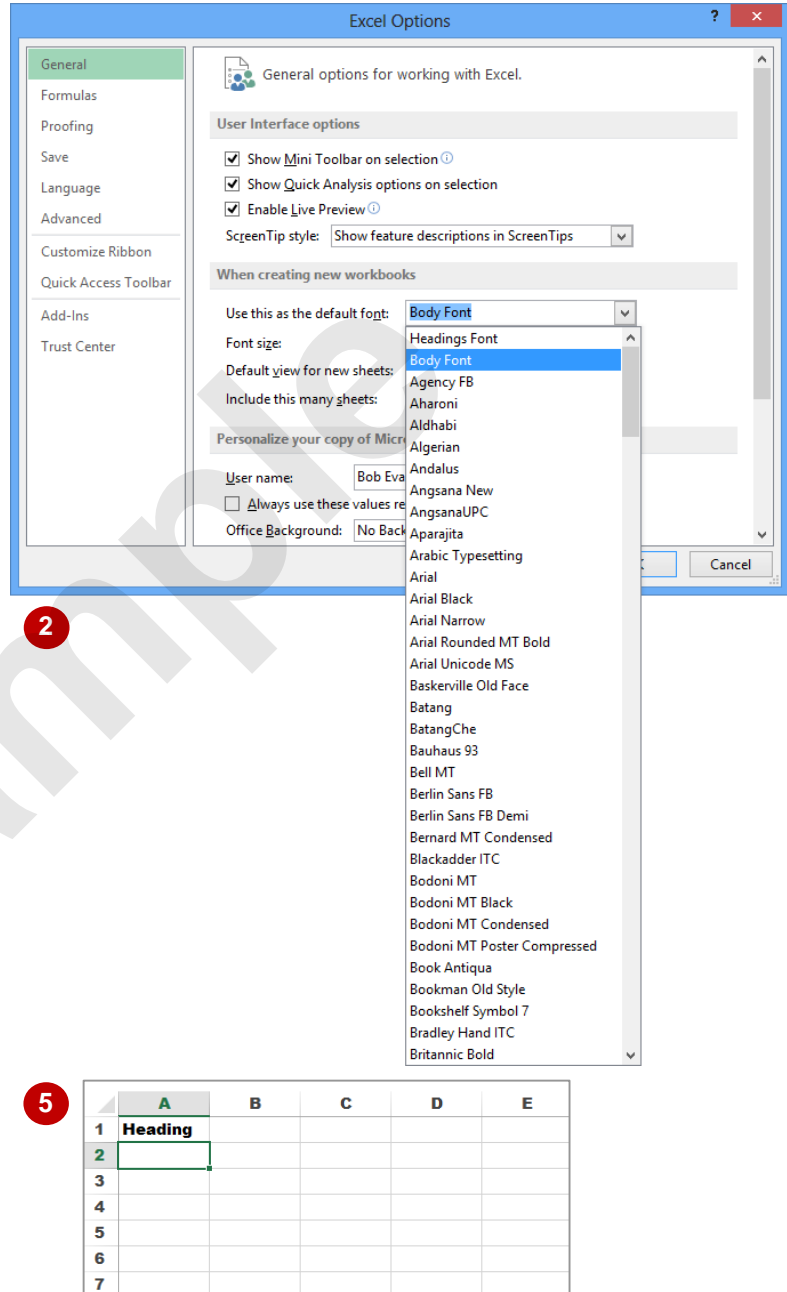 Excel Options
? ×
General
Formulas
Proofing
Save
Language
Advanced
Customize Ribbon
Quick Access Toolbar
Add-Ins
Trust Center
General options for working with Excel.
User Interface options
Show Mini Toolbar on selection
Show Quick Analysis options on selection
Enable Live Preview
ScreenTip style: Show feature descriptions in ScreenTips
When creating new workbooks
Use this as the default font: Body Font
Font size:
Default view for new sheets:
Include this many sheets:
Personalize your copy of Micr
User name: Bob Eva
Always use these values re
Office Background: No Back
Cancel
Headings Font
Body Font
Agency FB
Aharoni
Aldhabi
Algerian
Andalus
Angsana New
AngsanaUPC
Aparajita
Arabic Typesetting
Arial
Arial Black
Arial Narrow
Arial Rounded MT Bold
Arial Unicode MS
Baskerville Old Face
Batang
BatangChe
Bauhaus 93
Bell MT
Berlin Sans FB
Berlin Sans FB Demi
Bernard MT Condensed
Blackadder ITC
Bodoni MT
Bodoni MT Black
Bodoni MT Condensed
Bodoni MT Poster Compressed
Book Antiqua
Bookman Old Style
Bookshelf Symbol 7
Bradley Hand ITC
Britannic Bold
2
5
A B C D E
1 Heading
2
3
4
5
6
7